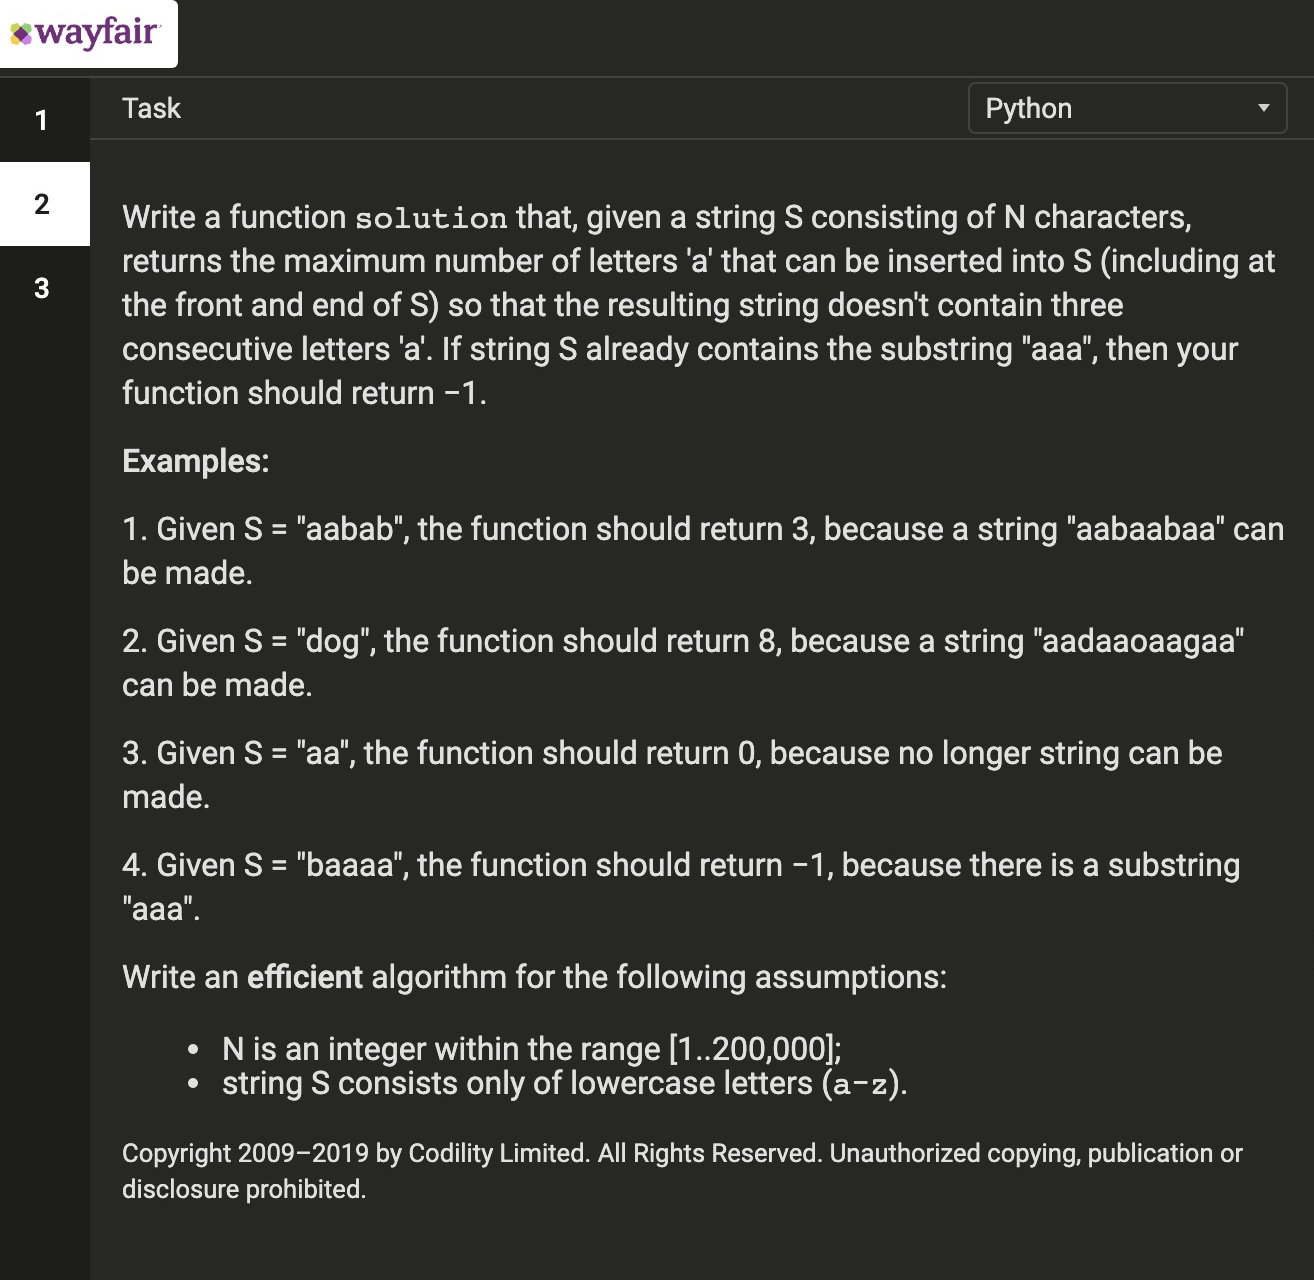 wayfair
1
Task
Python
2
3
Write a function solution that, given a string S consisting of N characters,
returns the maximum number of letters 'a' that can be inserted into S (including at
the front and end of S) so that the resulting string doesn't contain three
consecutive letters 'a'. If string S already contains the substring "aaa", then your
function should return −1.
Examples:
1. Given S = "aabab", the function should return 3, because a string "aabaabaa" can
be made.
2. Given S = "dog", the function should return 8, because a string "aadaaoaagaa"
can be made.
3. Given S = "aa", the function should return 0, because no longer string can be
made.
4. Given S = "baaaa", the function should return −1, because there is a substring
"aaa".
Write an efficient algorithm for the following assumptions:
• N is an integer within the range [1..200,000];
• string S consists only of lowercase letters (a−z).
Copyright 2009–2019 by Codility Limited. All Rights Reserved. Unauthorized copying, publication or
disclosure prohibited.